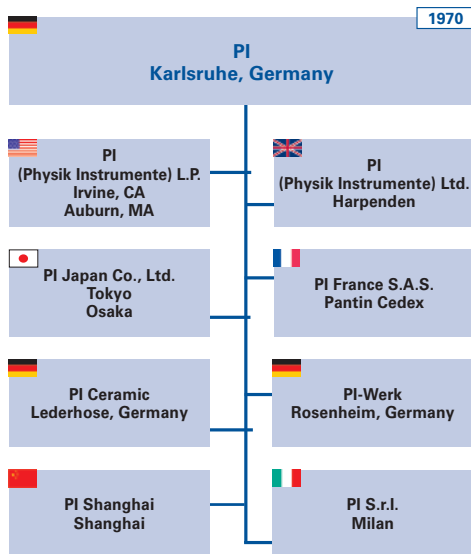 1970
PI
Karlsruhe, Germany
PI
(Physik Instrumente) L.P.
Irvine, CA
Auburn, MA
PI
(Physik Instrumente) Ltd.
Harpenden
PI Japan Co., Ltd.
Tokyo
Osaka
PI France S.A.S.
Pantin Cedex
PI Ceramic
Lederhose, Germany
PI-Werk
Rosenheim, Germany
PI Shanghai
Shanghai
PI S.r.l.
Milan